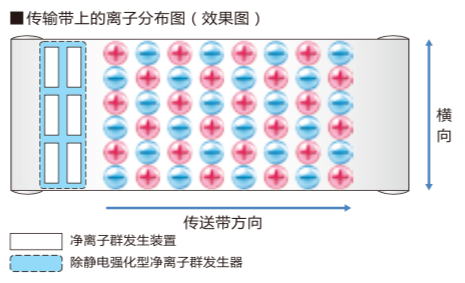 ■传输带上的离子分布图（效果图）
横向
传送带方向
净离子群发生装置
除静电强化型净离子群发生器